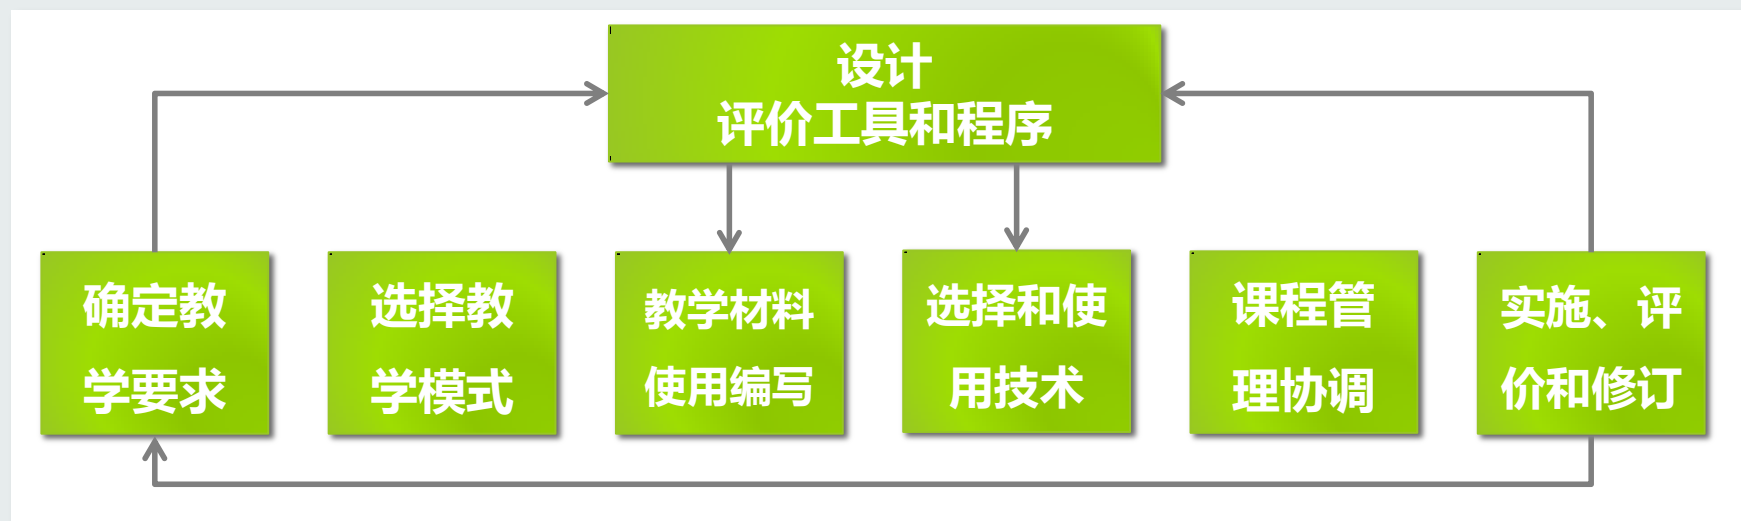 设计
评价工具和程序
确定教
学要求
选择教
学模式
教学材料
使用编写
选择和使
用技术
课程管
理协调
实施、评
价和修订